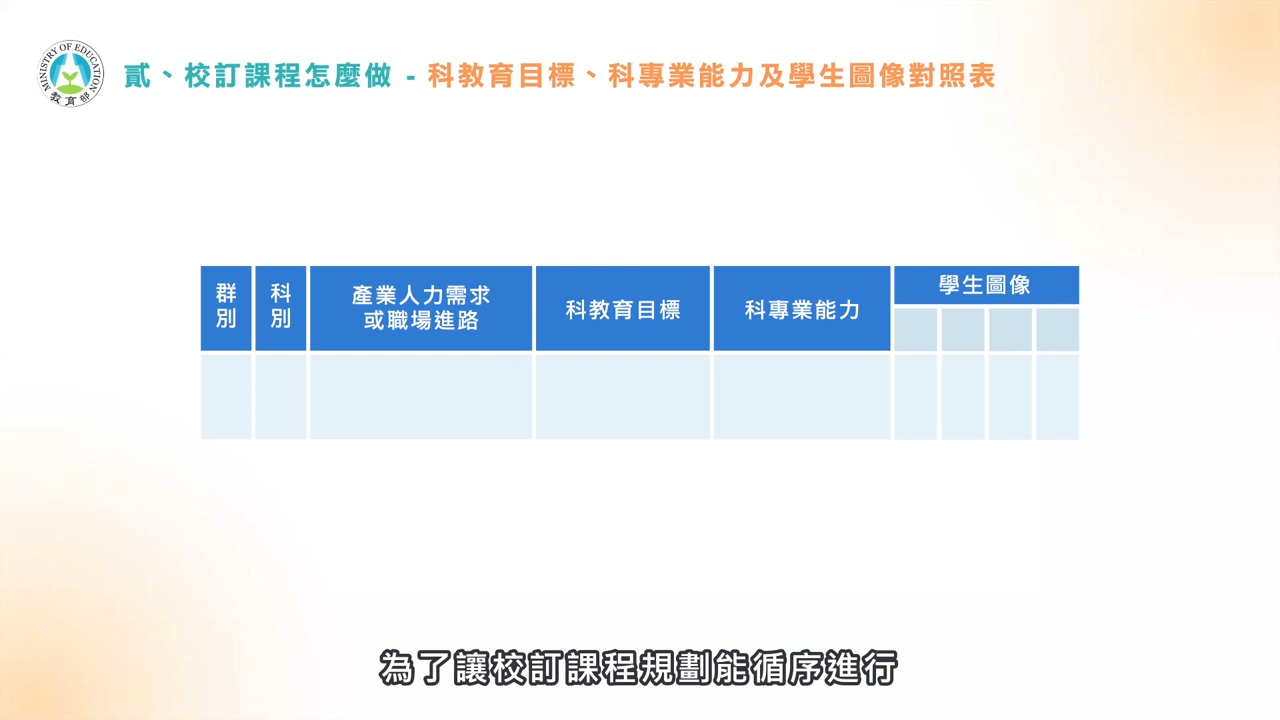 MINISTRY OF EDUCATION
教育部
貳、校訂課程怎麼做 - 科教育目標、科專業能力及學生圖像對照表
群別
科別
產業人力需求
或職場進路
科教育目標
科專業能力
學生圖像
為了讓校訂課程規劃能循序進行